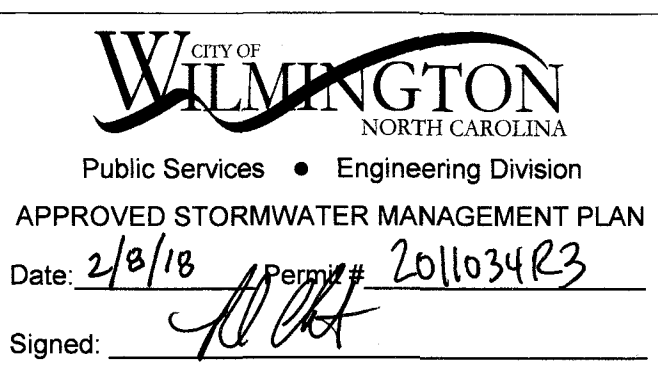 CITY OF
WILMINGTON
NORTH CAROLINA
Public Services • Engineering Division
APPROVED STORMWATER MANAGEMENT PLAN
Date: 2/8/18 Permit # 2011034R3
Signed: